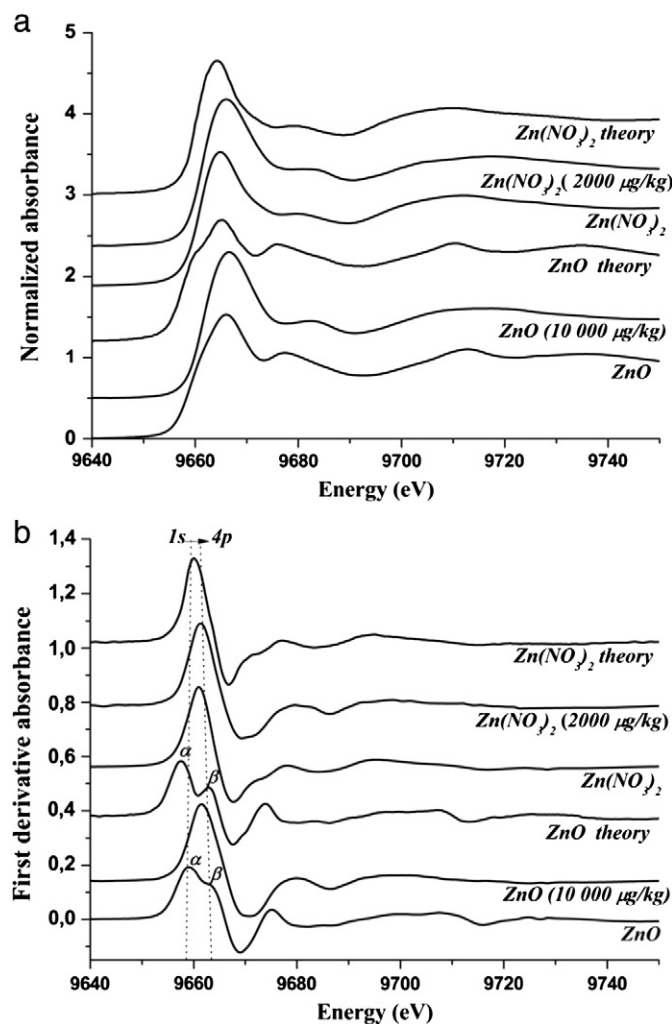 a
5
4
3
2
1
0
Normalized absorbance
Zn(NO3)2 theory
Zn(NO3)2( 2000 µg/kg)
Zn(NO3)2
ZnO theory
ZnO (10 000 µg/kg)
ZnO
9640 9660 9680 9700 9720 9740
Energy (eV)
b
1s 4p
1,4
1,2
1,0
0,8
0,6
0,4
0,2
0,0
First derivative absorbance
Zn(NO3)2 theory
Zn(NO3)2 (2000 µg/kg)
Zn(NO3)2
α
β
ZnO theory
ZnO (10 000 µg/kg)
α
β
ZnO
9640 9660 9680 9700 9720 9740
Energy (eV)